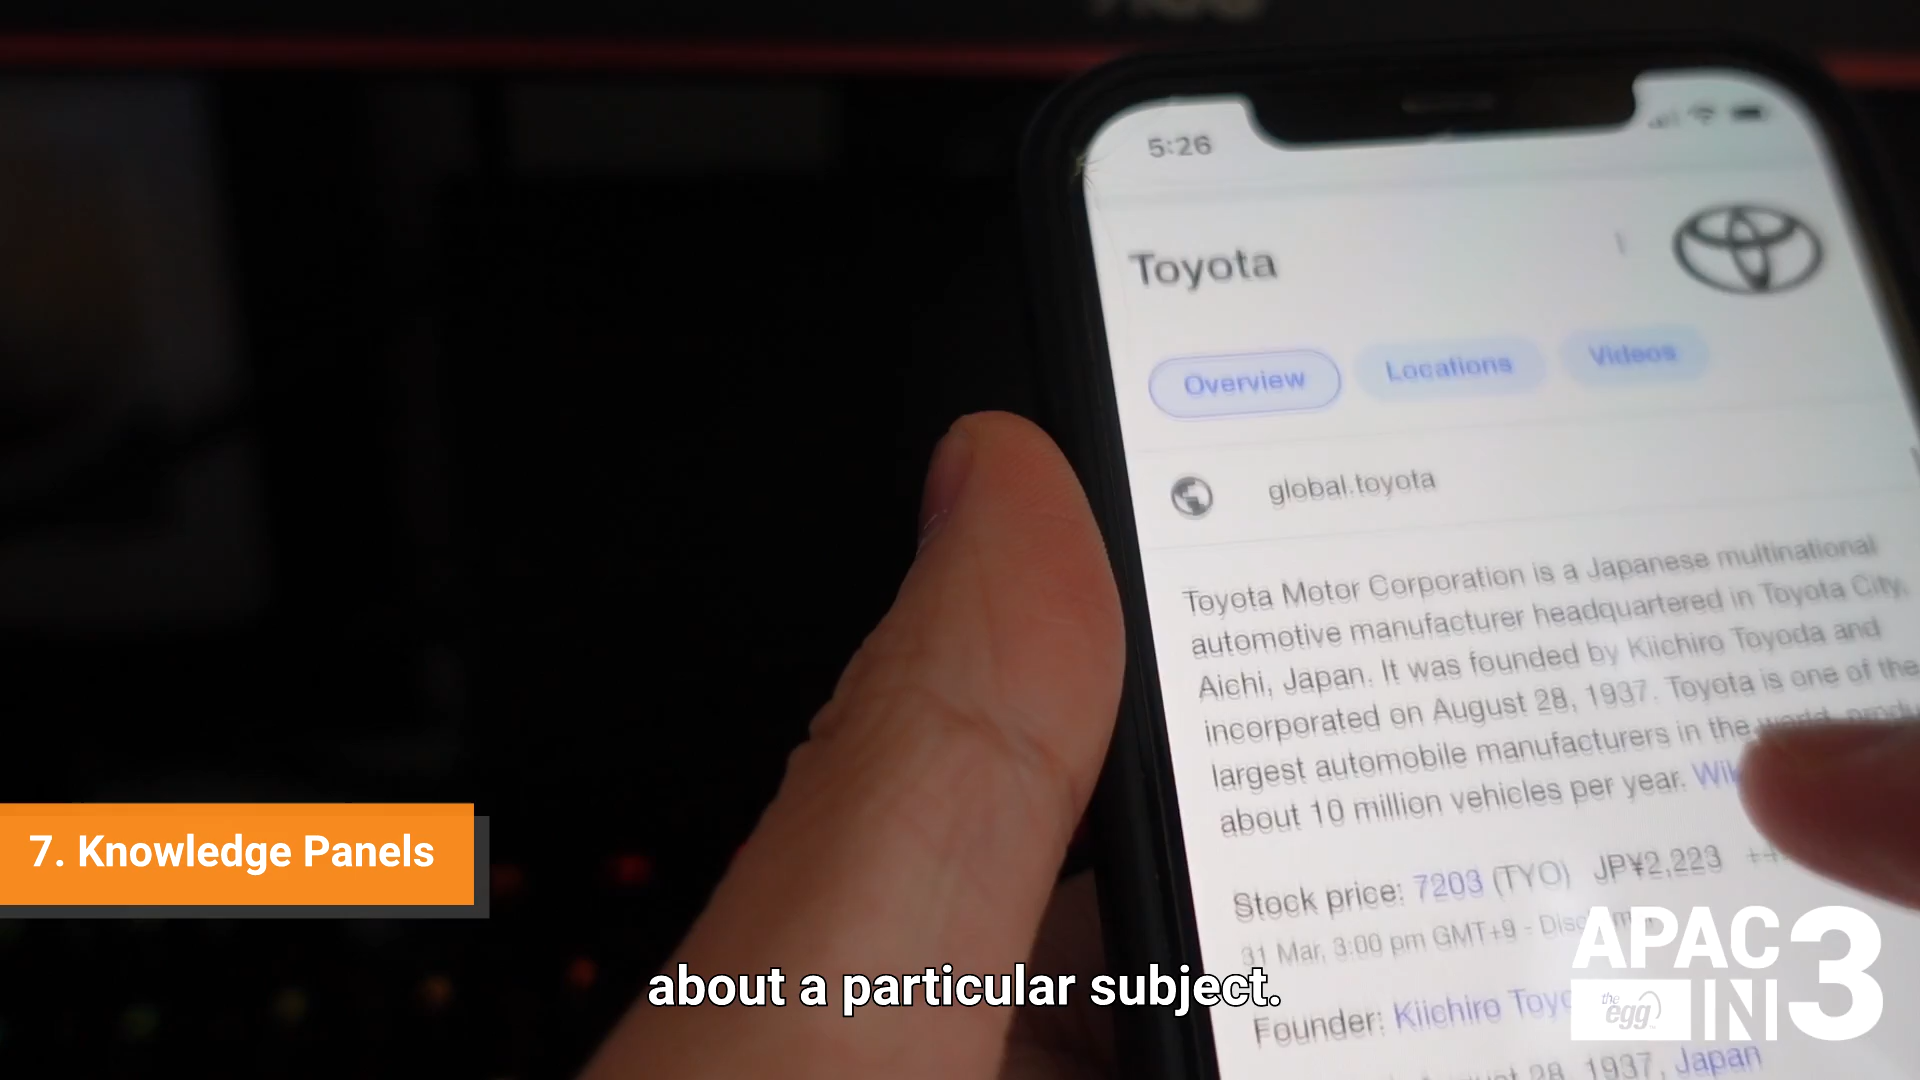 5:26
Toyota
Overview Locations Videos
global.toyota
Toyota Motor Corporation is a Japanese multinational
automotive manufacturer headquartered in Toyota City,
Aichi, Japan. It was founded by Kiichiro Toyoda and
incorporated on August 28, 1937. Toyota is one of the
largest automobile manufacturers in the world,
about 10 million vehicles per year.
Stock price: 7203 (TYO) JP¥2,223
31 Mar, 3:00 pm GMT+9 -
Founder: Kiichiro
28, 1937, Japan
7. Knowledge Panels
about a particular subject.
APAC
IN 3
the
egg